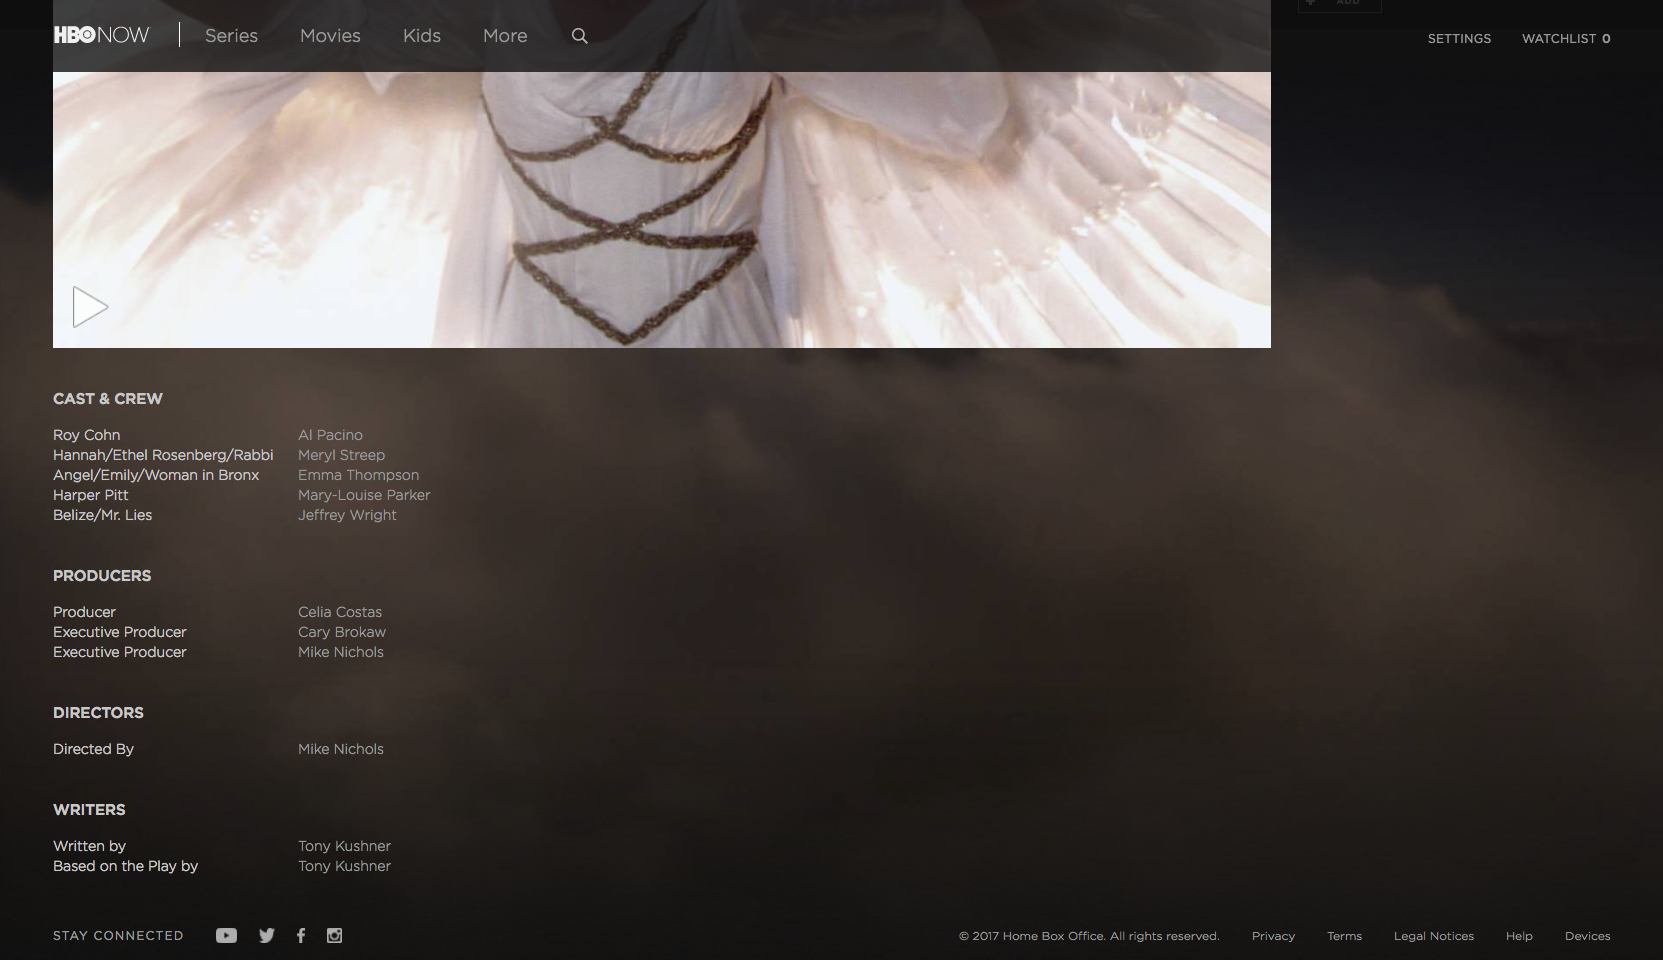 ADD
HBO NOW Series Movies Kids More SETTINGS WATCHLIST 0
CAST & CREW
Roy Cohn Al Pacino
Hannah/Ethel Rosenberg/Rabbi Meryl Streep
Angel/Emily/Woman in Bronx Emma Thompson
Harper Pitt Mary-Louise Parker
Belize/Mr. Lies Jeffrey Wright
PRODUCERS
Producer Celia Costas
Executive Producer Cary Brokaw
Executive Producer Mike Nichols
DIRECTORS
Directed By Mike Nichols
WRITERS
Written by Tony Kushner
Based on the Play by Tony Kushner
STAY CONNECTED © 2017 Home Box Office. All rights reserved. Privacy Terms Legal Notices Help Devices